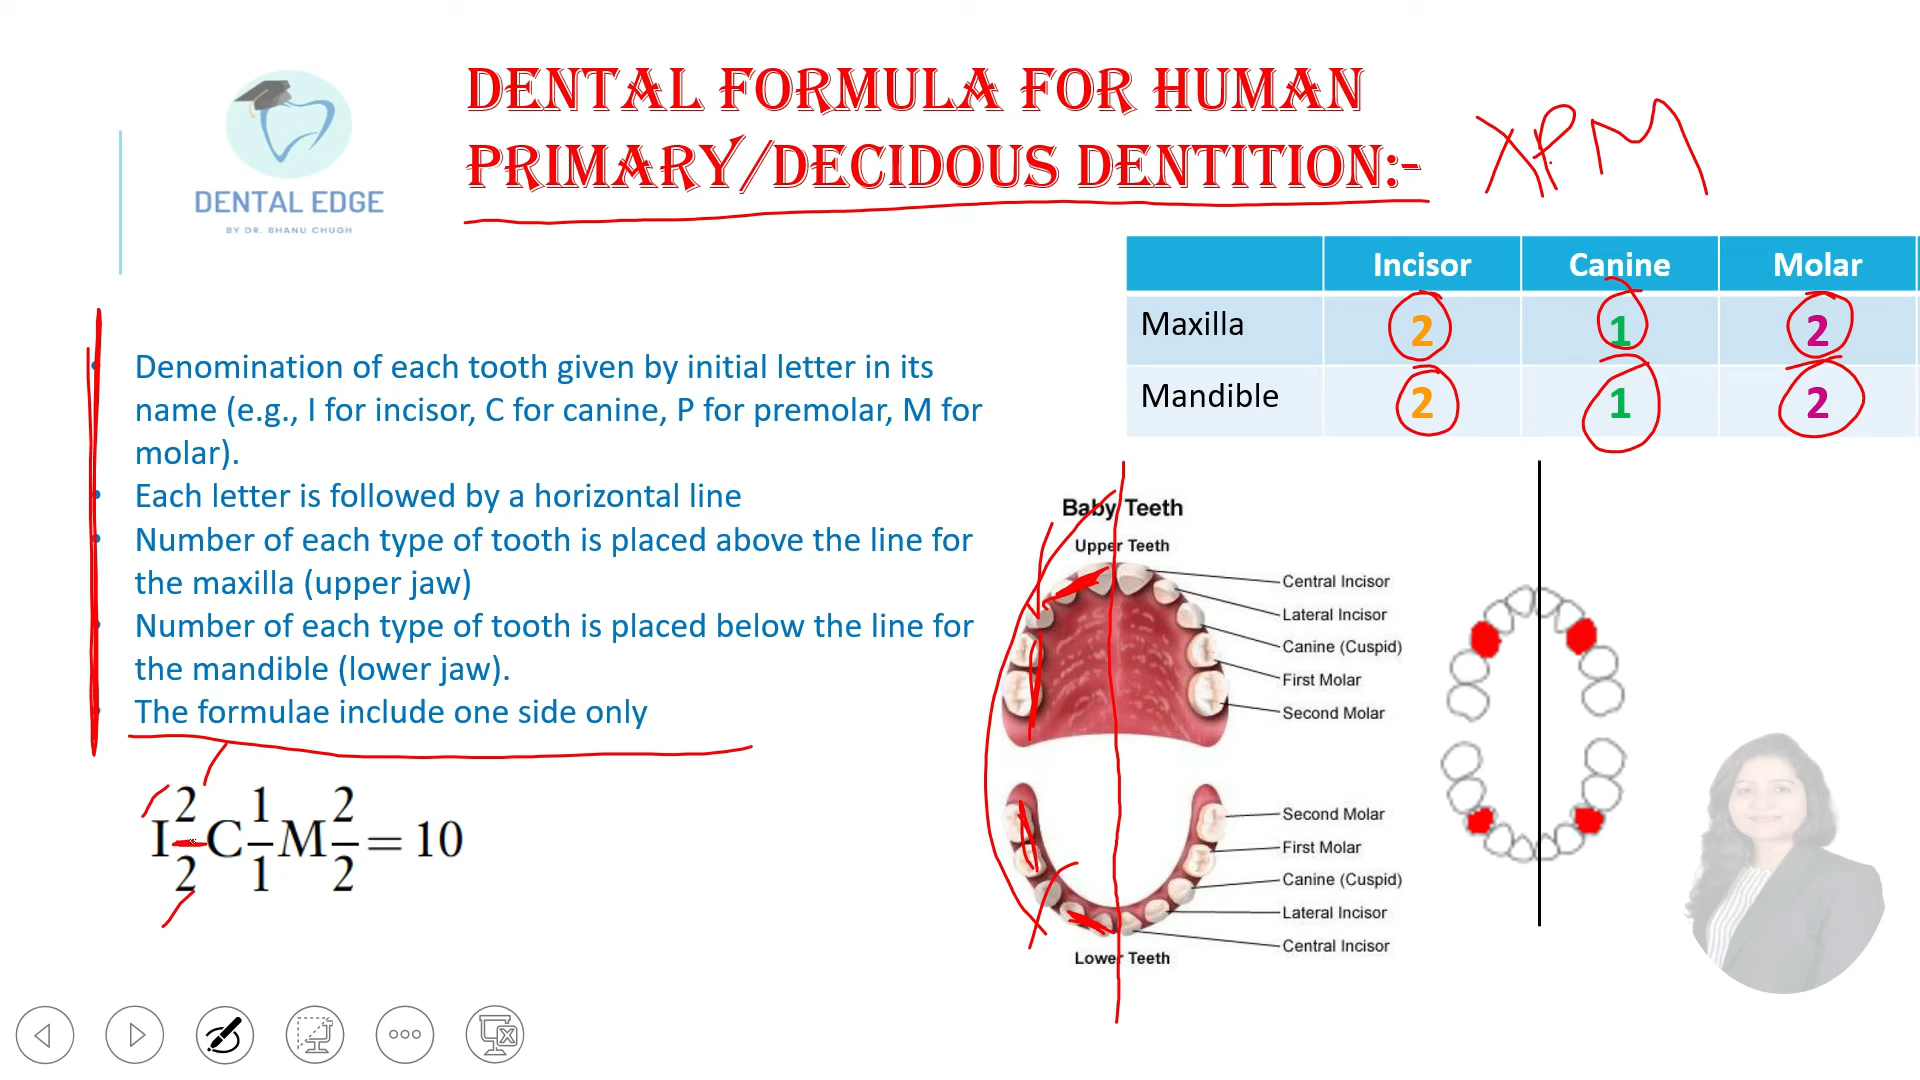 DENTAL FORMULA FOR HUMAN
PRIMARY/DECIDOUS DENTITION:-
XPM
DENTAL EDGE
BY DR. BHANU CHUGH
Incisor Canine Molar
Maxilla 2 1 2
Mandible 2 1 2
• Denomination of each tooth given by initial letter in its
name (e.g., I for incisor, C for canine, P for premolar, M for
molar).
• Each letter is followed by a horizontal line
• Number of each type of tooth is placed above the line for
the maxilla (upper jaw)
• Number of each type of tooth is placed below the line for
the mandible (lower jaw).
• The formulae include one side only
I 2/2 C 1/1 M 2/2 = 10
Baby Teeth
Upper Teeth
Central Incisor
Lateral Incisor
Canine (Cuspid)
First Molar
Second Molar
Second Molar
First Molar
Canine (Cuspid)
Lateral Incisor
Central Incisor
Lower Teeth